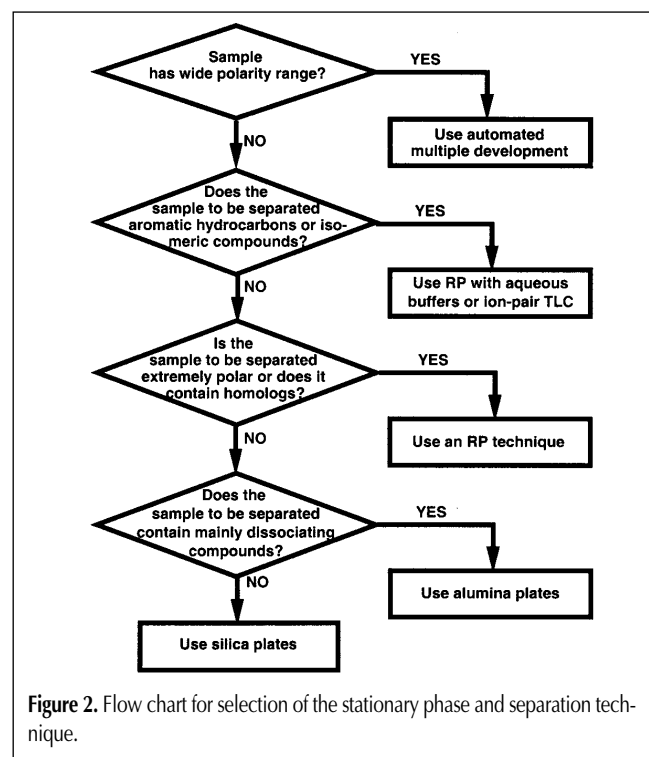 Sample
has wide polarity range?
YES
Use automated
multiple development
NO
Does the
sample to be separated
aromatic hydrocarbons or iso-
meric compounds?
YES
Use RP with aqueous
buffers or ion-pair TLC
NO
Is the
sample to be separated
extremely polar or does it
contain homologs?
YES
Use an RP technique
NO
Does the
sample to be separated
contain mainly dissociating
compounds?
YES
Use alumina plates
NO
Use silica plates
Figure 2. Flow chart for selection of the stationary phase and separation tech-
nique.